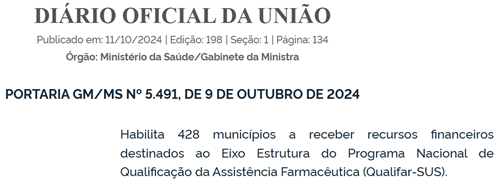 DIÁRIO OFICIAL DA UNIÃO
Publicado em: 11/10/2024 | Edição: 198 | Seção: 1 | Página: 134
Órgão: Ministério da Saúde/Gabinete da Ministra
PORTARIA GM/MS Nº 5.491, DE 9 DE OUTUBRO DE 2024
Habilita 428 municípios a receber recursos financeiros
destinados ao Eixo Estrutura do Programa Nacional de
Qualificação da Assistência Farmacêutica (Qualifar-SUS).